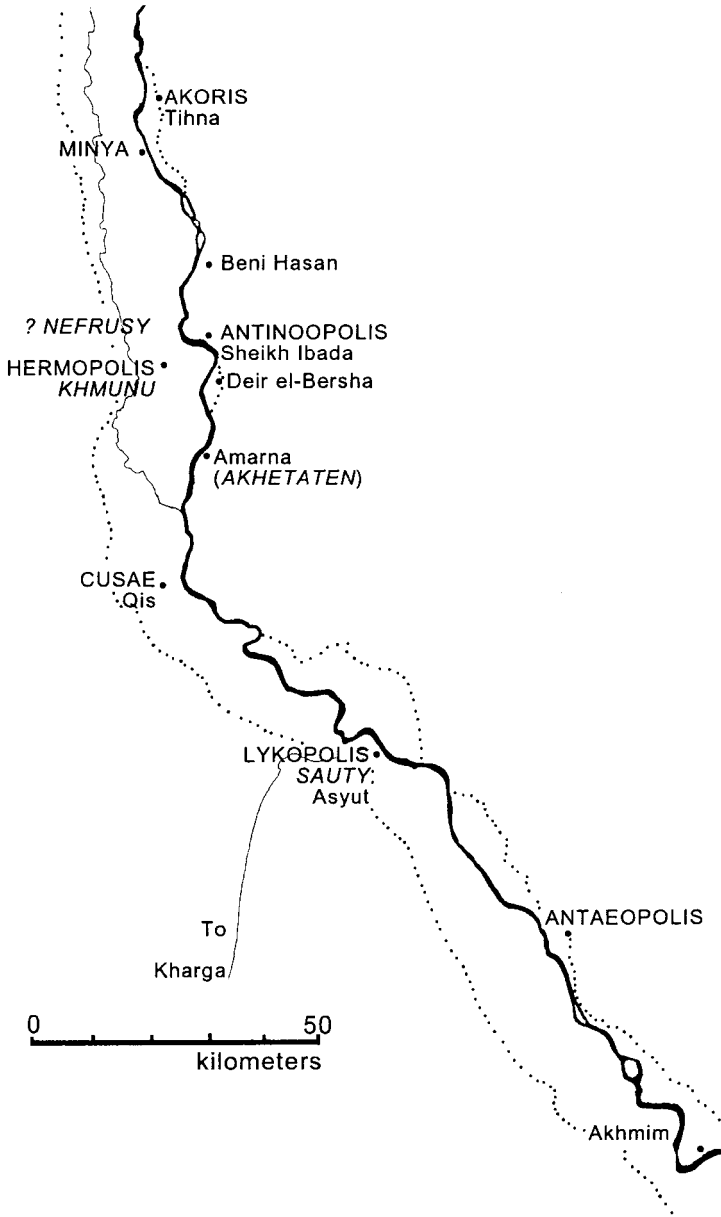 AKORIS
Tihna
MINYA
Beni Hasan
? NEFRUSY
ANTINOOPOLIS
Sheikh Ibada
HERMOPOLIS
KHMUNU
Deir el-Bersha
Amarna
(AKHETATEN)
CUSAE
Qis
LYKOPOLIS
SAUTY
Asyut
ANTAEOPOLIS
To
Kharga
0 50
kilometers
Akhmim